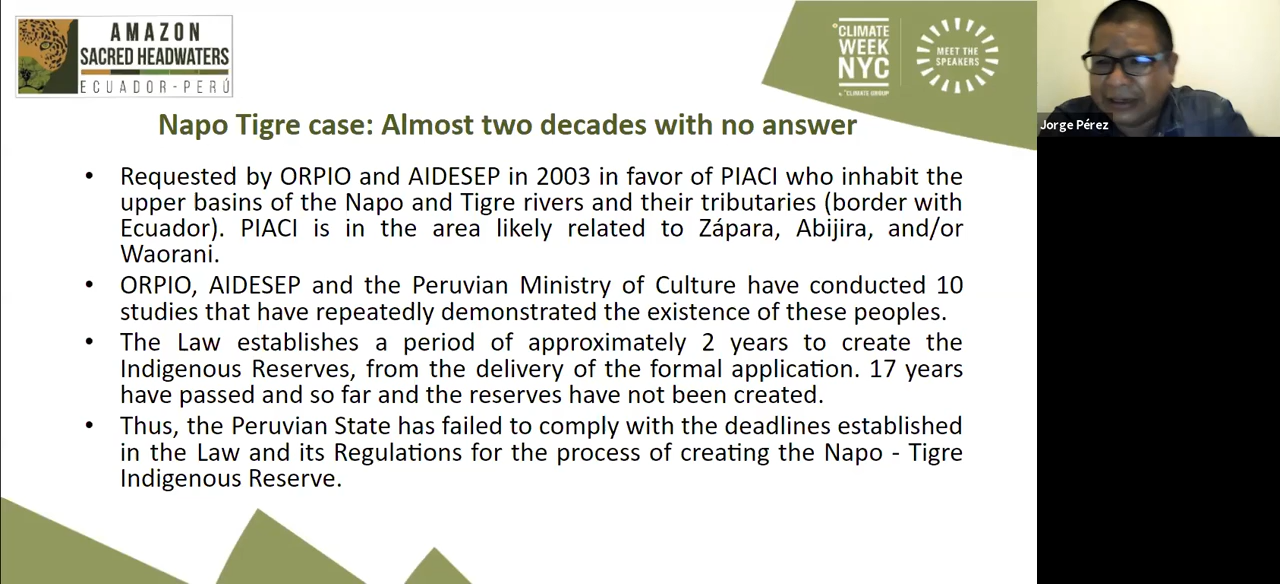 AMAZON
SACRED HEADWATERS
ECUADOR-PERÚ
°CLIMATE
WEEK
NYC
°CLIMATE GROUP
MEET THE
SPEAKERS
Jorge Pérez
Napo Tigre case: Almost two decades with no answer
• Requested by ORPIO and AIDESEP in 2003 in favor of PIACI who inhabit the
upper basins of the Napo and Tigre rivers and their tributaries (border with
Ecuador). PIACI is in the area likely related to Zápara, Abijira, and/or
Waorani.
• ORPIO, AIDESEP and the Peruvian Ministry of Culture have conducted 10
studies that have repeatedly demonstrated the existence of these peoples.
• The Law establishes a period of approximately 2 years to create the
Indigenous Reserves, from the delivery of the formal application. 17 years
have passed and so far and the reserves have not been created.
• Thus, the Peruvian State has failed to comply with the deadlines established
in the Law and its Regulations for the process of creating the Napo - Tigre
Indigenous Reserve.